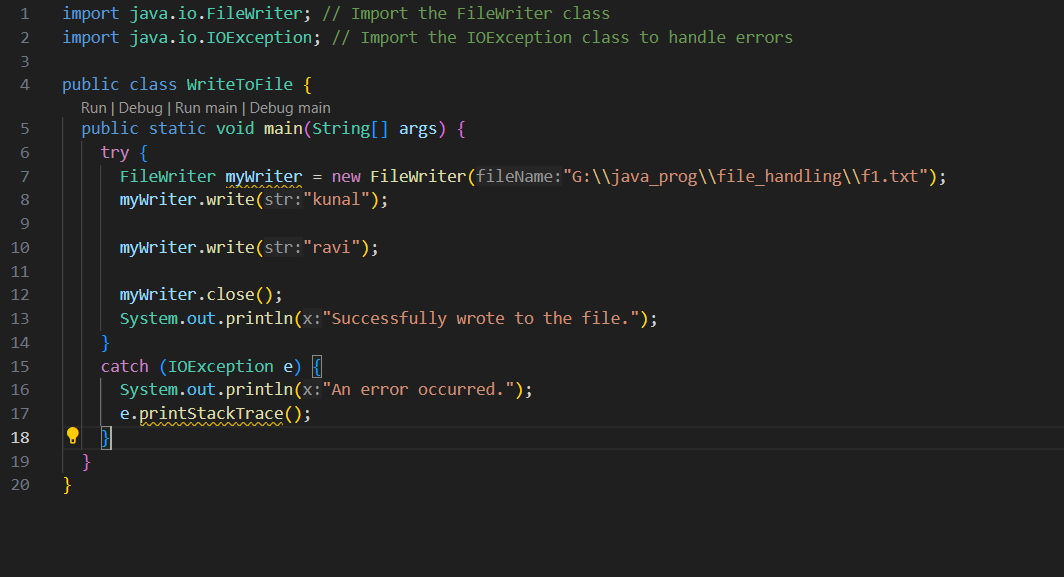 1 import java.io.FileWriter; // Import the FileWriter class
2 import java.io.IOException; // Import the IOException class to handle errors
3
4 public class WriteToFile {
Run | Debug | Run main | Debug main
5 public static void main(String[] args) {
6 try {
7 FileWriter myWriter = new FileWriter(fileName:"G:\\java_prog\\file_handling\\f1.txt");
8 myWriter.write(str:"kunal");
9
10 myWriter.write(str:"ravi");
11
12 myWriter.close();
13 System.out.println(x:"Successfully wrote to the file.");
14 }
15 catch (IOException e) {
16 System.out.println(x:"An error occurred.");
17 e.printStackTrace();
18 }
19 }
20 }